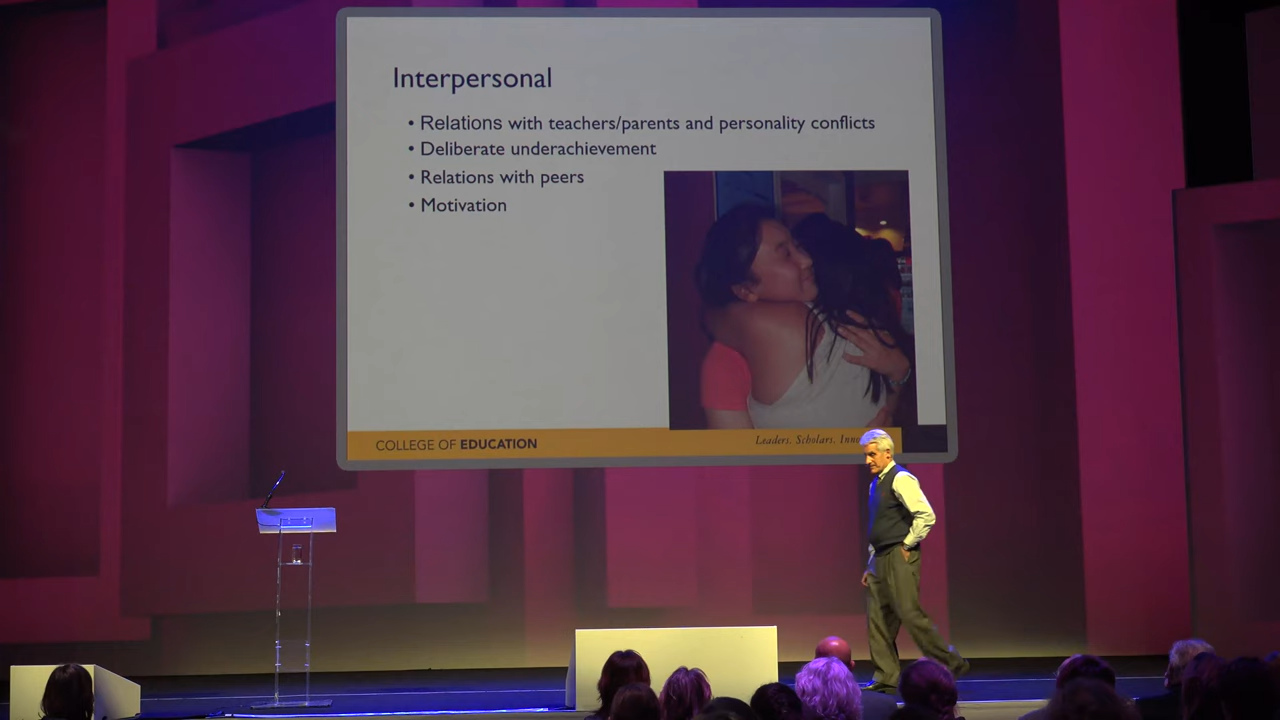 Interpersonal
• Relations with teachers/parents and personality conflicts
• Deliberate underachievement
• Relations with peers
• Motivation
COLLEGE OF EDUCATION
Leaders. Scholars.